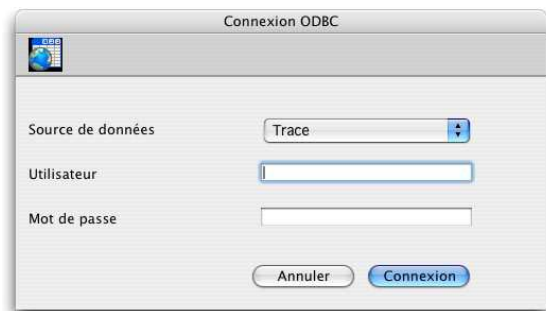 Connexion ODBC
Source de données
Trace
Utilisateur
Mot de passe
Annuler
Connexion